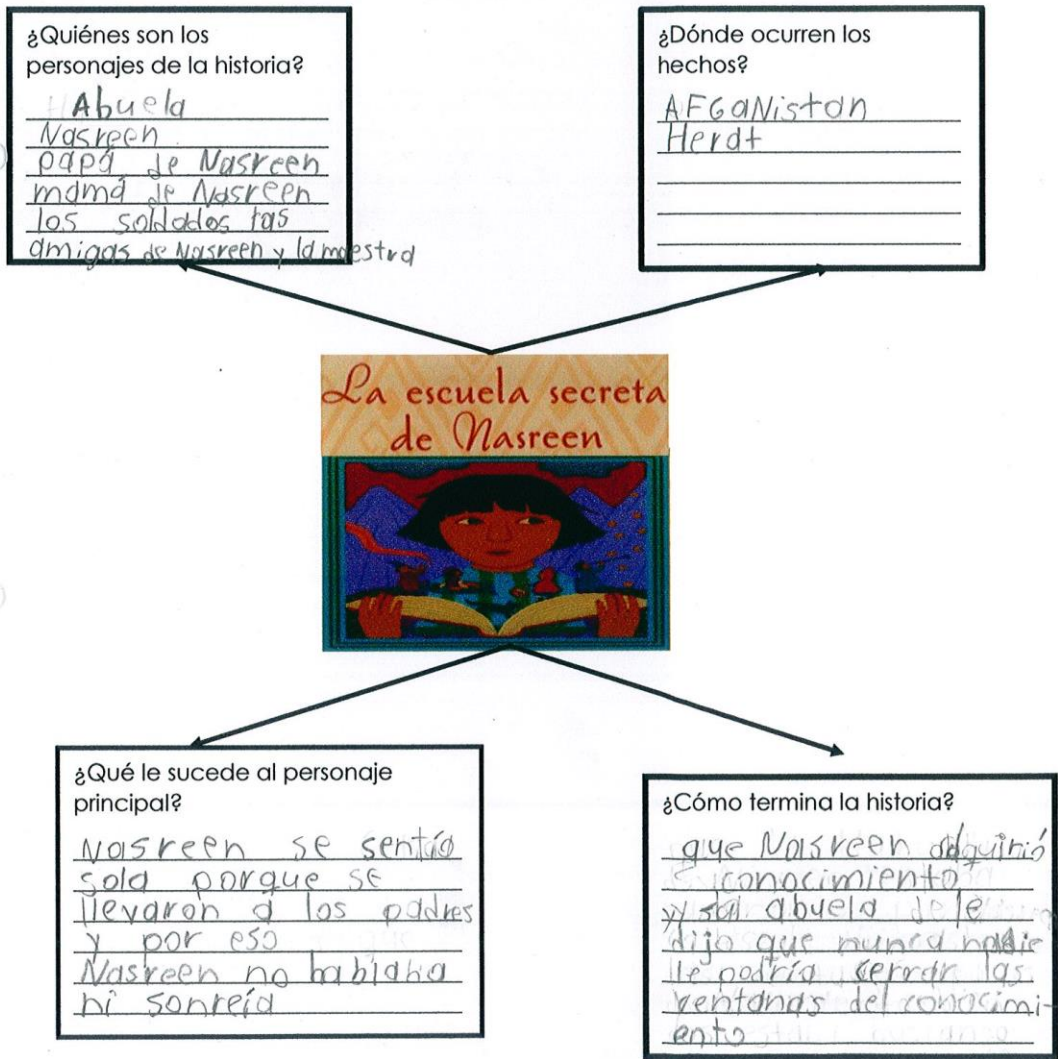 ¿Quiénes son los
personajes de la historia?
Abuela
Nasreen
papá de Nasreen
mamá de Nasreen
los soldados las
amigas de Nasreen y la maestra
¿Dónde ocurren los
hechos?
AFGaNistan
Herat
La escuela secreta
de Nasreen
¿Qué le sucede al personaje
principal?
Nasreen se sentía
sola porque se
llevaron a los padres
y por eso
Nasreen no hablaba
ni sonreía
¿Cómo termina la historia?
que Nasreen adquirió
conocimiento
y abuela le
dijo que nunca nadie
le podría cerrar las
ventanas del conocimi-
ento